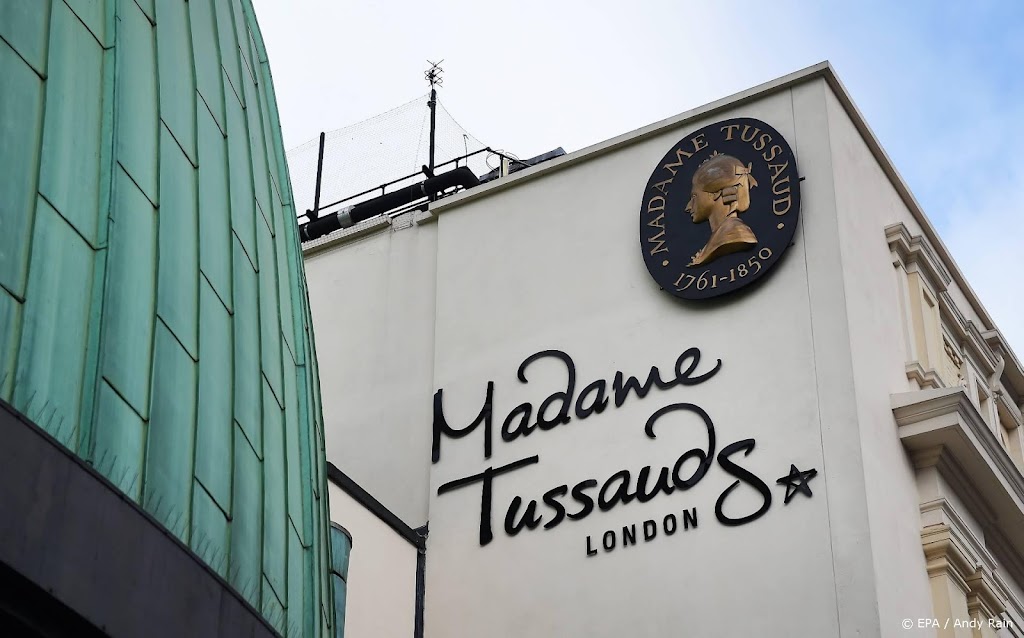 • MADAME TUSSAUD •
1761-1850
Madame
Tussauds
LONDON
© EPA / Andy Rain